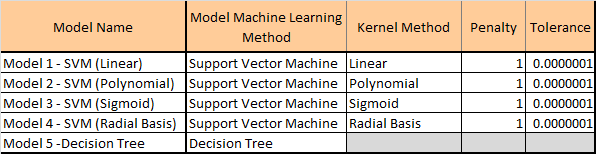 Model Name Model Machine Learning Method Kernel Method Penalty Tolerance
Model 1 - SVM (Linear) Support Vector Machine Linear 1 0.0000001
Model 2 - SVM (Polynomial) Support Vector Machine Polynomial 1 0.0000001
Model 3 - SVM (Sigmoid) Support Vector Machine Sigmoid 1 0.0000001
Model 4 - SVM (Radial Basis) Support Vector Machine Radial Basis 1 0.0000001
Model 5 -Decision Tree Decision Tree